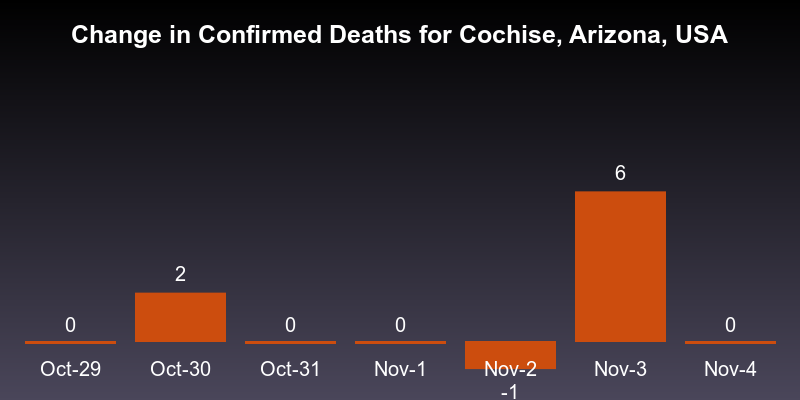 Change in Confirmed Deaths for Cochise, Arizona, USA
6
2
0 0 0 0
Oct-29 Oct-30 Oct-31 Nov-1 Nov-2 Nov-3 Nov-4
-1